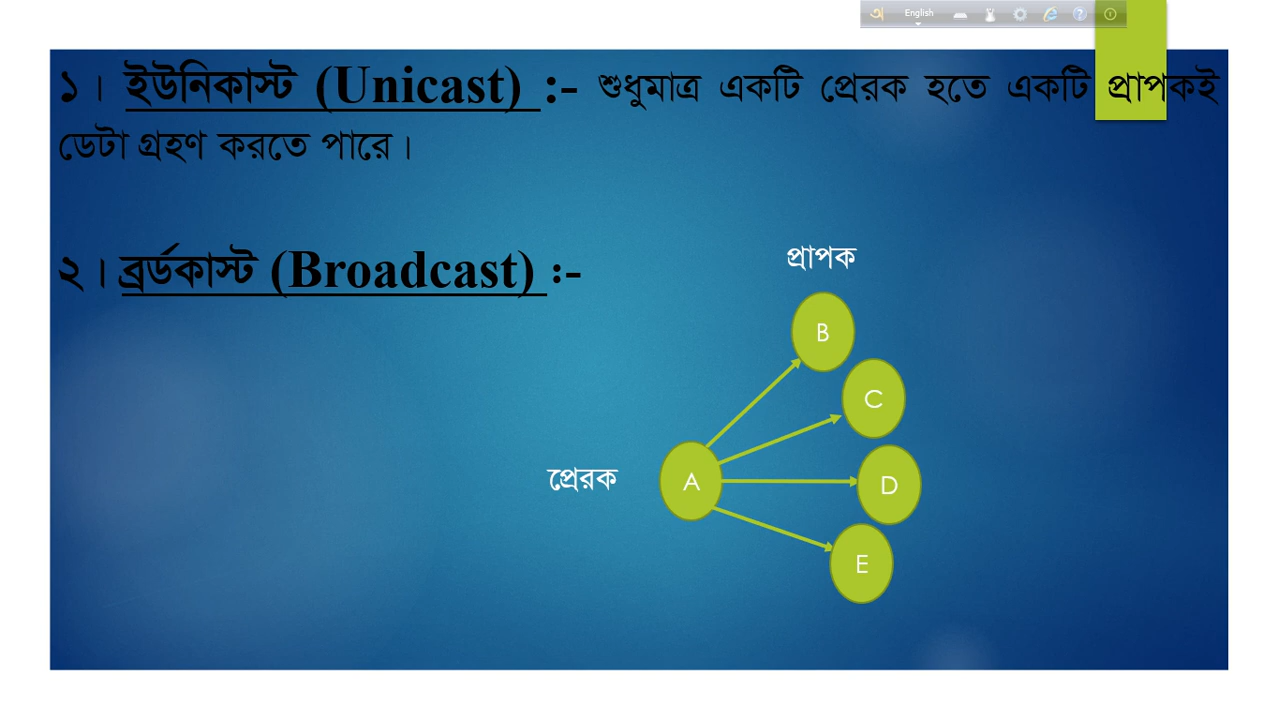 English
১। ইউনিকাস্ট (Unicast) :- শুধুমাত্র একটি প্রেরক হতে একটি প্রাপকই
ডেটা গ্রহণ করতে পারে।
২। ব্রর্ডকাস্ট (Broadcast) :-
প্রাপক
B
C
প্রেরক
A
D
E